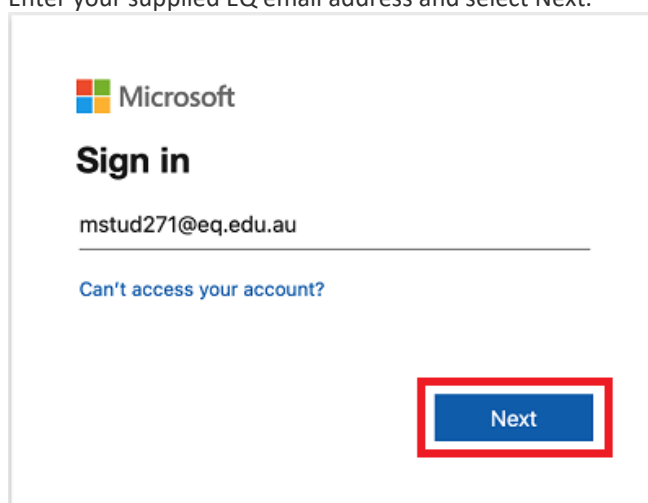 Enter your supplied EQ email address and select Next.
Microsoft
Sign in
mstud271@eq.edu.au
Can't access your account?
Next